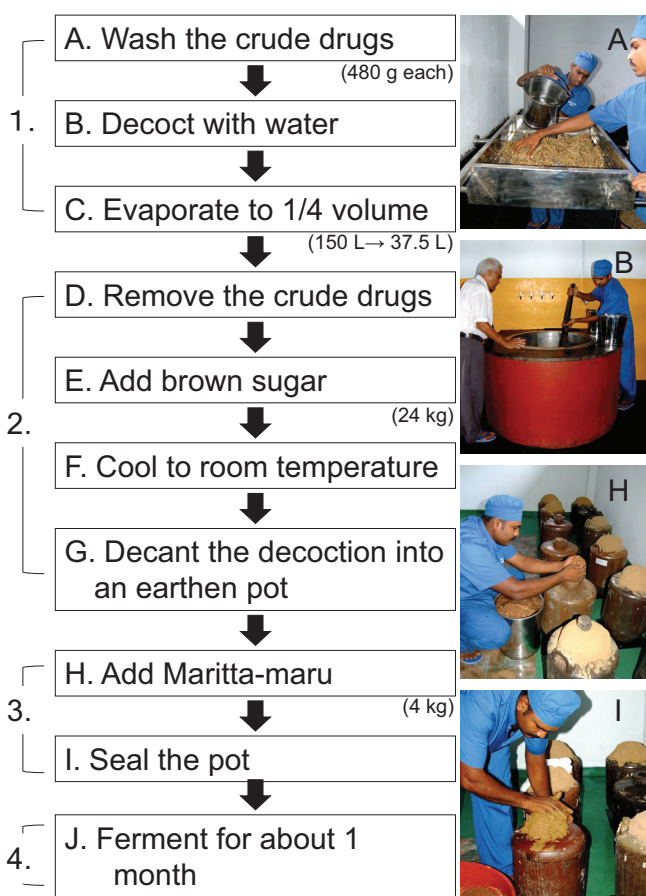 A. Wash the crude drugs
(480 g each)
1.
B. Decoct with water
C. Evaporate to 1/4 volume
(150 L→ 37.5 L)
D. Remove the crude drugs
E. Add brown sugar
(24 kg)
2.
F. Cool to room temperature
G. Decant the decoction into
an earthen pot
H. Add Maritta-maru
(4 kg)
3.
I. Seal the pot
J. Ferment for about 1
month
4.
A
B
H
I